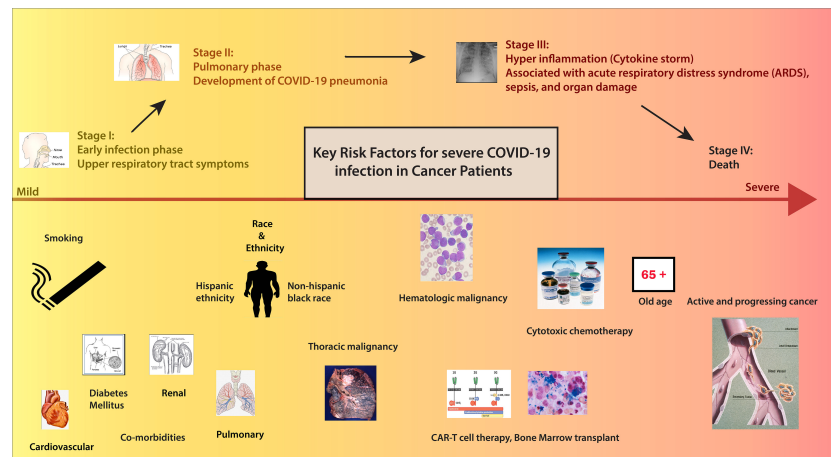 Stage I:
Early infection phase
Upper respiratory tract symptoms
Stage II:
Pulmonary phase
Development of COVID-19 pneumonia
Stage III:
Hyper inflammation (Cytokine storm)
Associated with acute respiratory distress syndrome (ARDS),
sepsis, and organ damage
Stage IV:
Death
Key Risk Factors for severe COVID-19
infection in Cancer Patients
Mild
Severe
Smoking
Race
&
Ethnicity
Hispanic
ethnicity
Non-hispanic
black race
Hematologic malignancy
Cytotoxic chemotherapy
65 +
Old age
Active and progressing cancer
Thoracic malignancy
Diabetes
Mellitus
Renal
Cardiovascular
Co-morbidities
Pulmonary
CAR-T cell therapy, Bone Marrow transplant